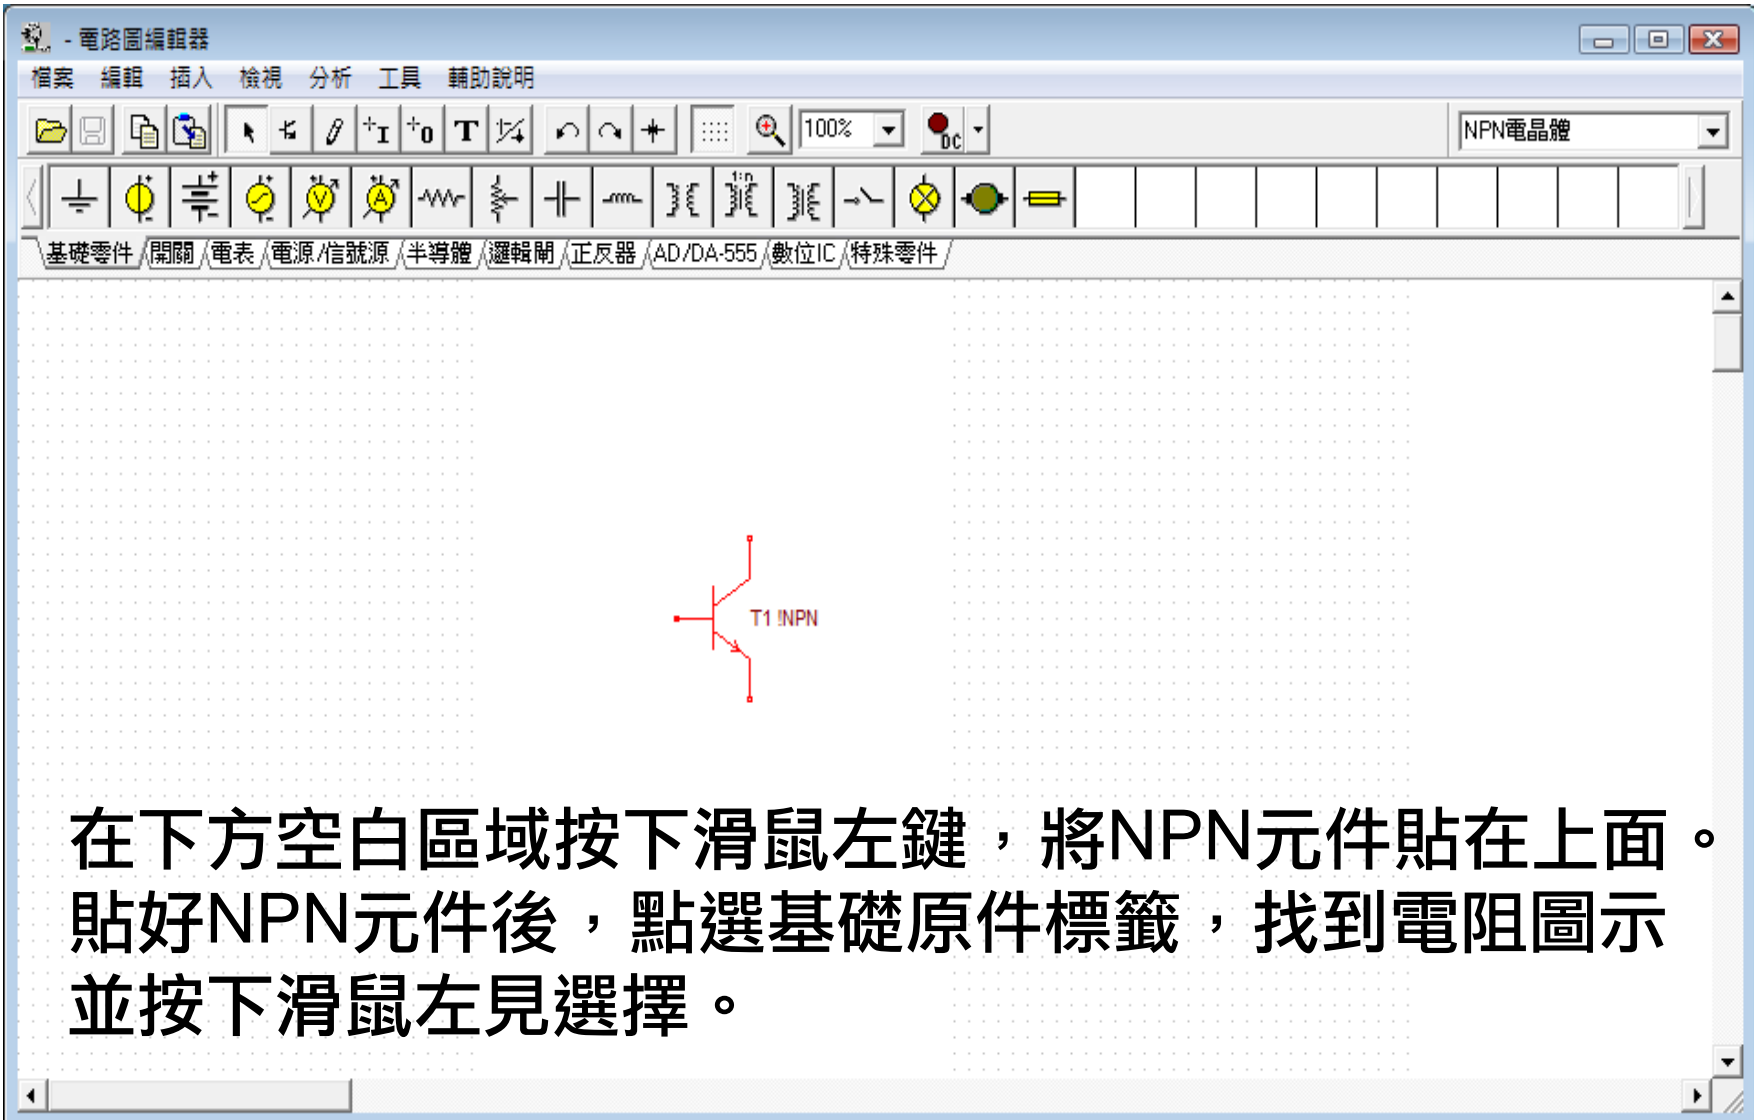 - 電路圖編輯器
檔案 編輯 插入 檢視 分析 工具 輔助說明
T 100% DC NPN電晶體
1:n
基礎零件 開關 電表 電源/信號源 半導體 邏輯閘 正反器 AD/DA-555 數位IC 特殊零件
T1 !NPN
在下方空白區域按下滑鼠左鍵，將NPN元件貼在上面。
貼好NPN元件後，點選基礎原件標籤，找到電阻圖示
並按下滑鼠左見選擇。